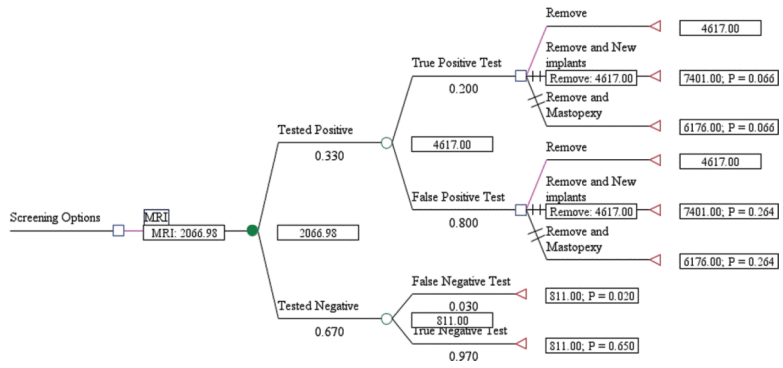 Remove
4617.00
Remove and New
implants
True Positive Test
Remove: 4617.00
7401.00; P = 0.066
0.200
Remove and
Mastopexy
6176.00; P = 0.066
Tested Positive
0.330
4617.00
Remove
4617.00
Remove and New
implants
False Positive Test
Remove: 4617.00
7401.00; P = 0.264
0.800
Remove and
Mastopexy
6176.00; P = 0.264
Screening Options
MRI
MRI: 2066.98
2066.98
False Negative Test
0.030
811.00; P = 0.020
Tested Negative
0.670
811.00
True Negative Test
0.970
811.00; P = 0.650